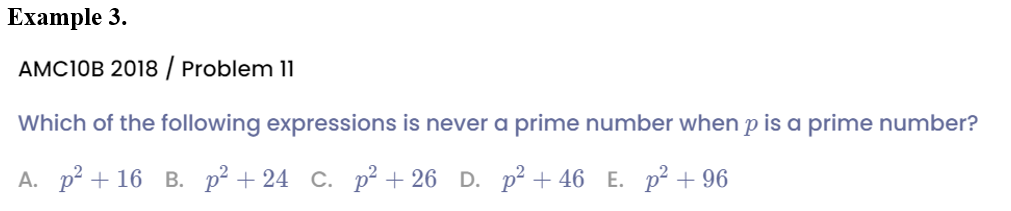 Example 3.
AMC10B 2018 / Problem 11
Which of the following expressions is never a prime number when p is a prime number?
A. p² + 16 B. p² + 24 C. p² + 26 D. p² + 46 E. p² + 96